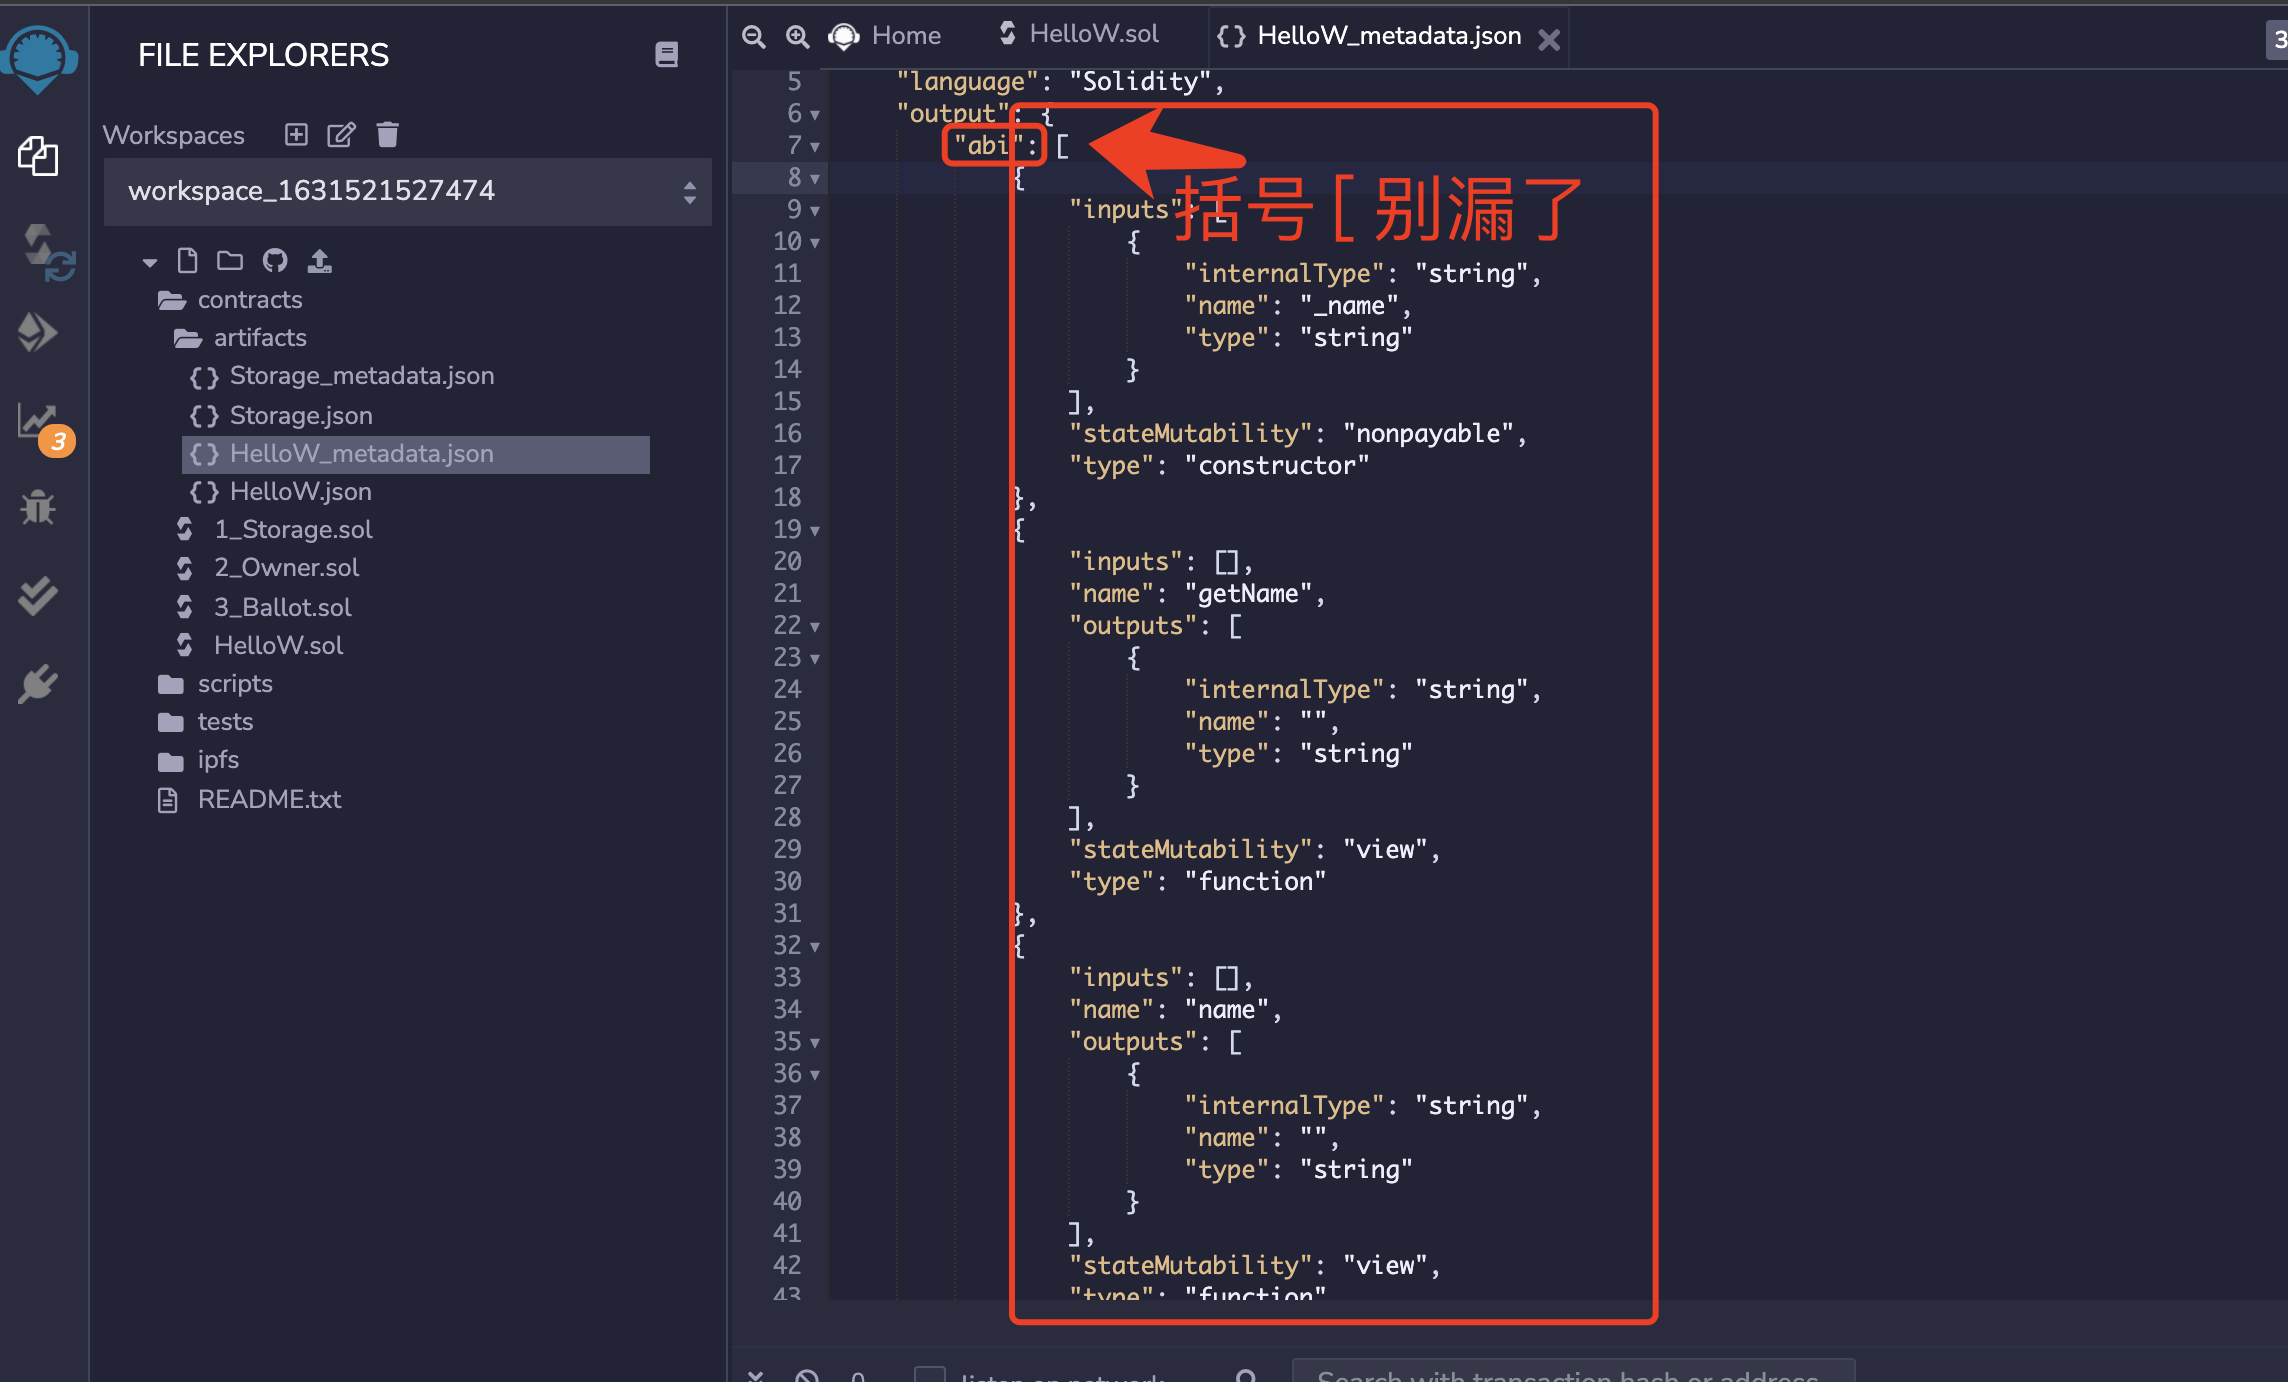 FILE EXPLORERS
Workspaces
workspace_1631521527474
contracts
artifacts
Storage_metadata.json
Storage.json
HelloW_metadata.json
HelloW.json
1_Storage.sol
2_Owner.sol
3_Ballot.sol
HelloW.sol
scripts
tests
ipfs
README.txt
3
Home
HelloW.sol
{} HelloW_metadata.json
3
5 "language": "Solidity",
6 "output": {
7 "abi": [
8 {
9 "inputs": [
括号[ 别漏了
10 {
11 "internalType": "string",
12 "name": "_name",
13 "type": "string"
14 }
15 ],
16 "stateMutability": "nonpayable",
17 "type": "constructor"
18 },
19 {
20 "inputs": [],
21 "name": "getName",
22 "outputs": [
23 {
24 "internalType": "string",
25 "name": "",
26 "type": "string"
27 }
28 ],
29 "stateMutability": "view",
30 "type": "function"
31 },
32 {
33 "inputs": [],
34 "name": "name",
35 "outputs": [
36 {
37 "internalType": "string",
38 "name": "",
39 "type": "string"
40 }
41 ],
42 "stateMutability": "view",
43 "type": "function"
0
listen on network
Search with transaction hash or address